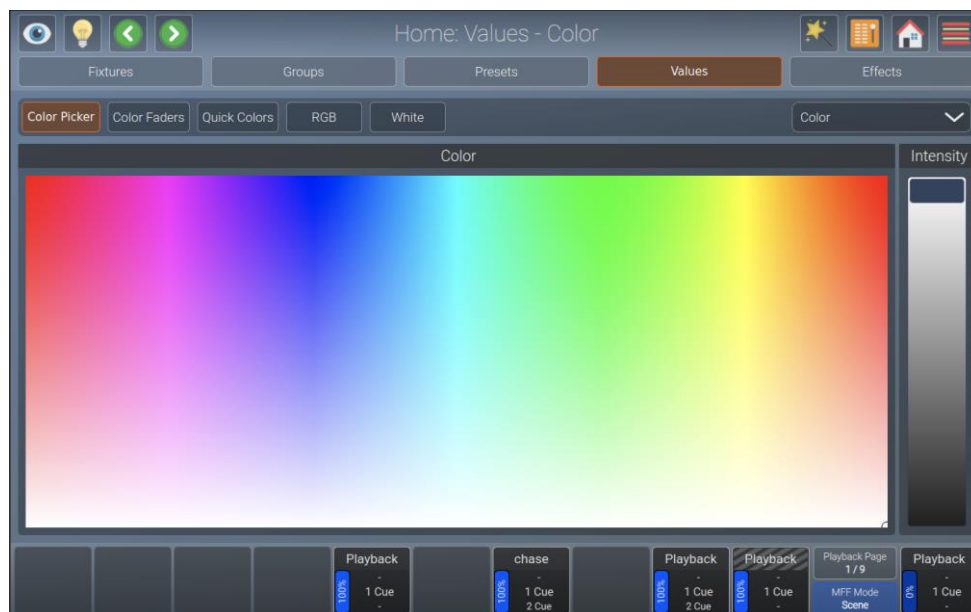 Home: Values - Color
Fixtures
Groups
Presets
Values
Effects
Color Picker
Color Faders
Quick Colors
RGB
White
Color
Color
Intensity
Playback
100%
-
1 Cue
-
chase
100%
-
1 Cue
2 Cue
Playback
100%
-
1 Cue
2 Cue
Playback
100%
-
1 Cue
-
Playback Page
1 / 9
MFF Mode
Scene
Playback
0%
-
1 Cue
-